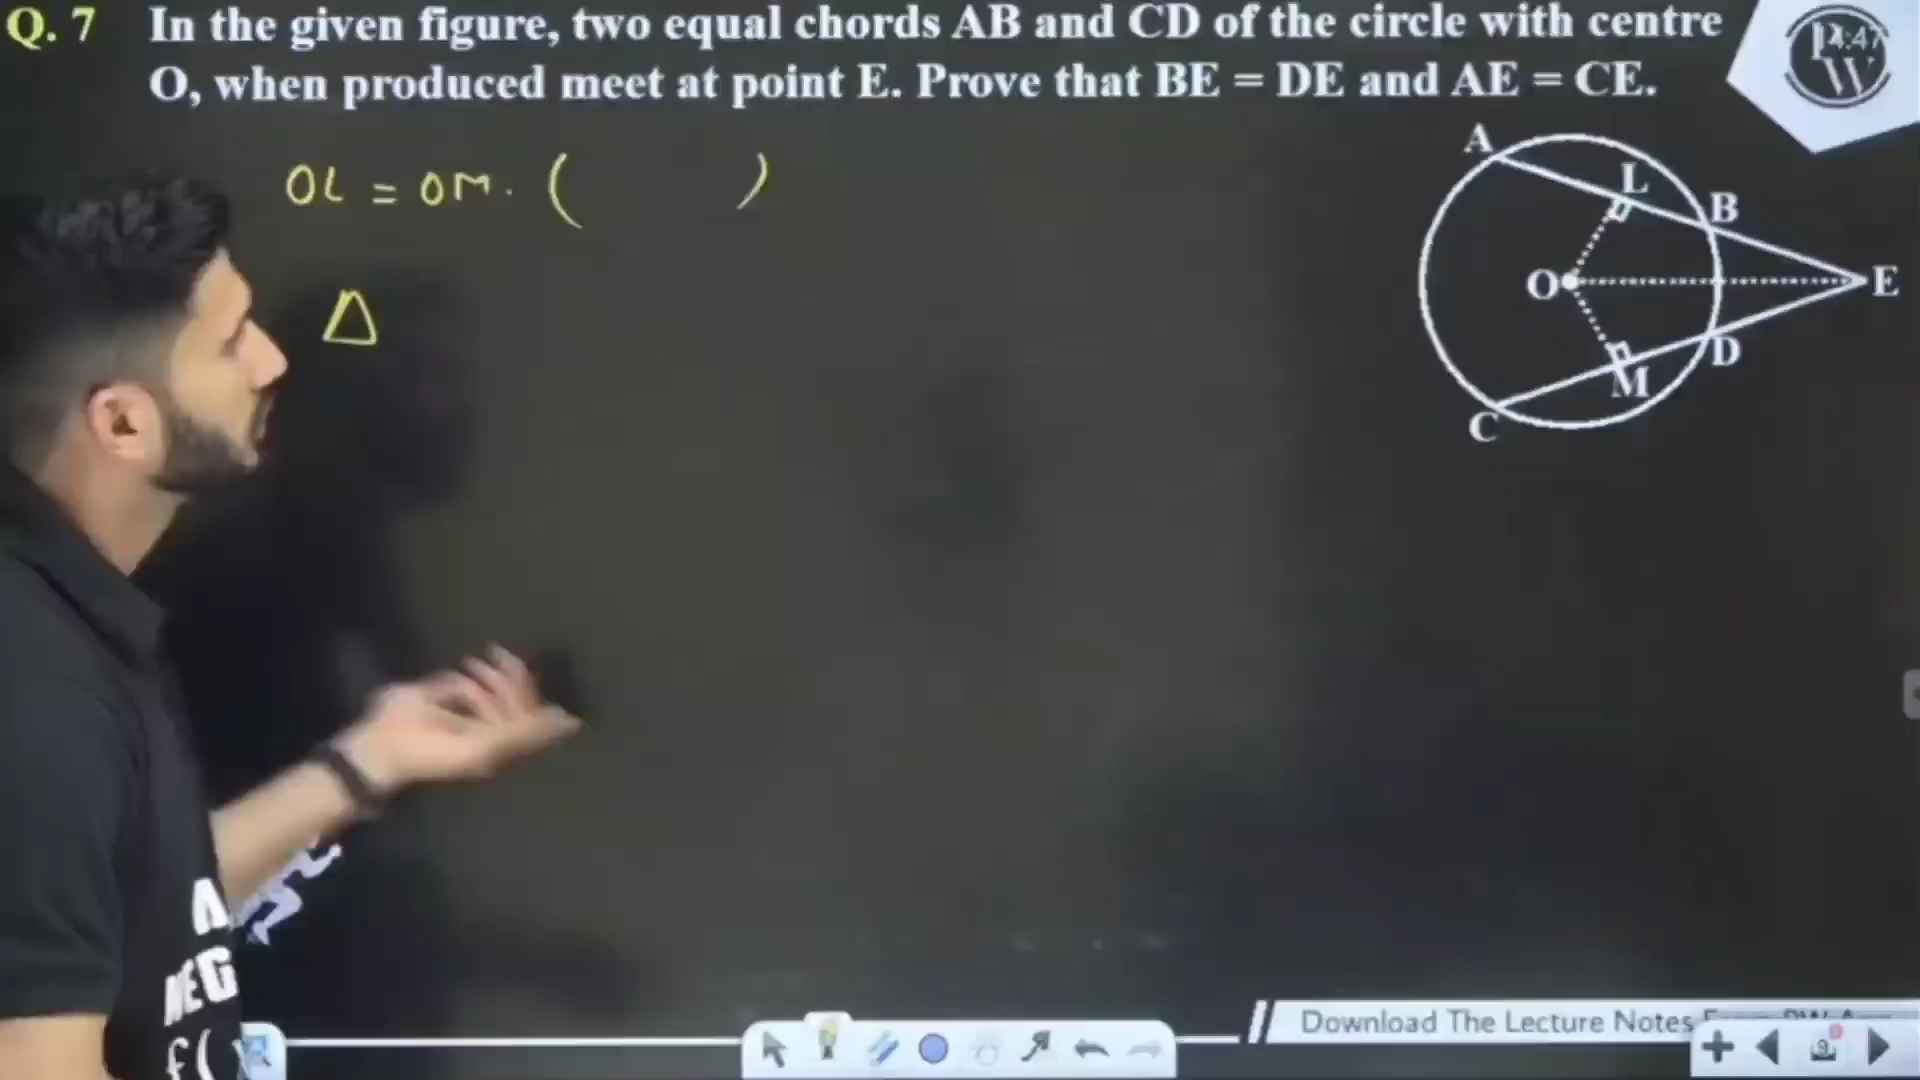 Q. 7 In the given figure, two equal chords AB and CD of the circle with centre
O, when produced meet at point E. Prove that BE = DE and AE = CE.
OL = OM. ( )
Δ
A
L
B
O
E
D
M
C
PW
Download The Lecture Notes
f(